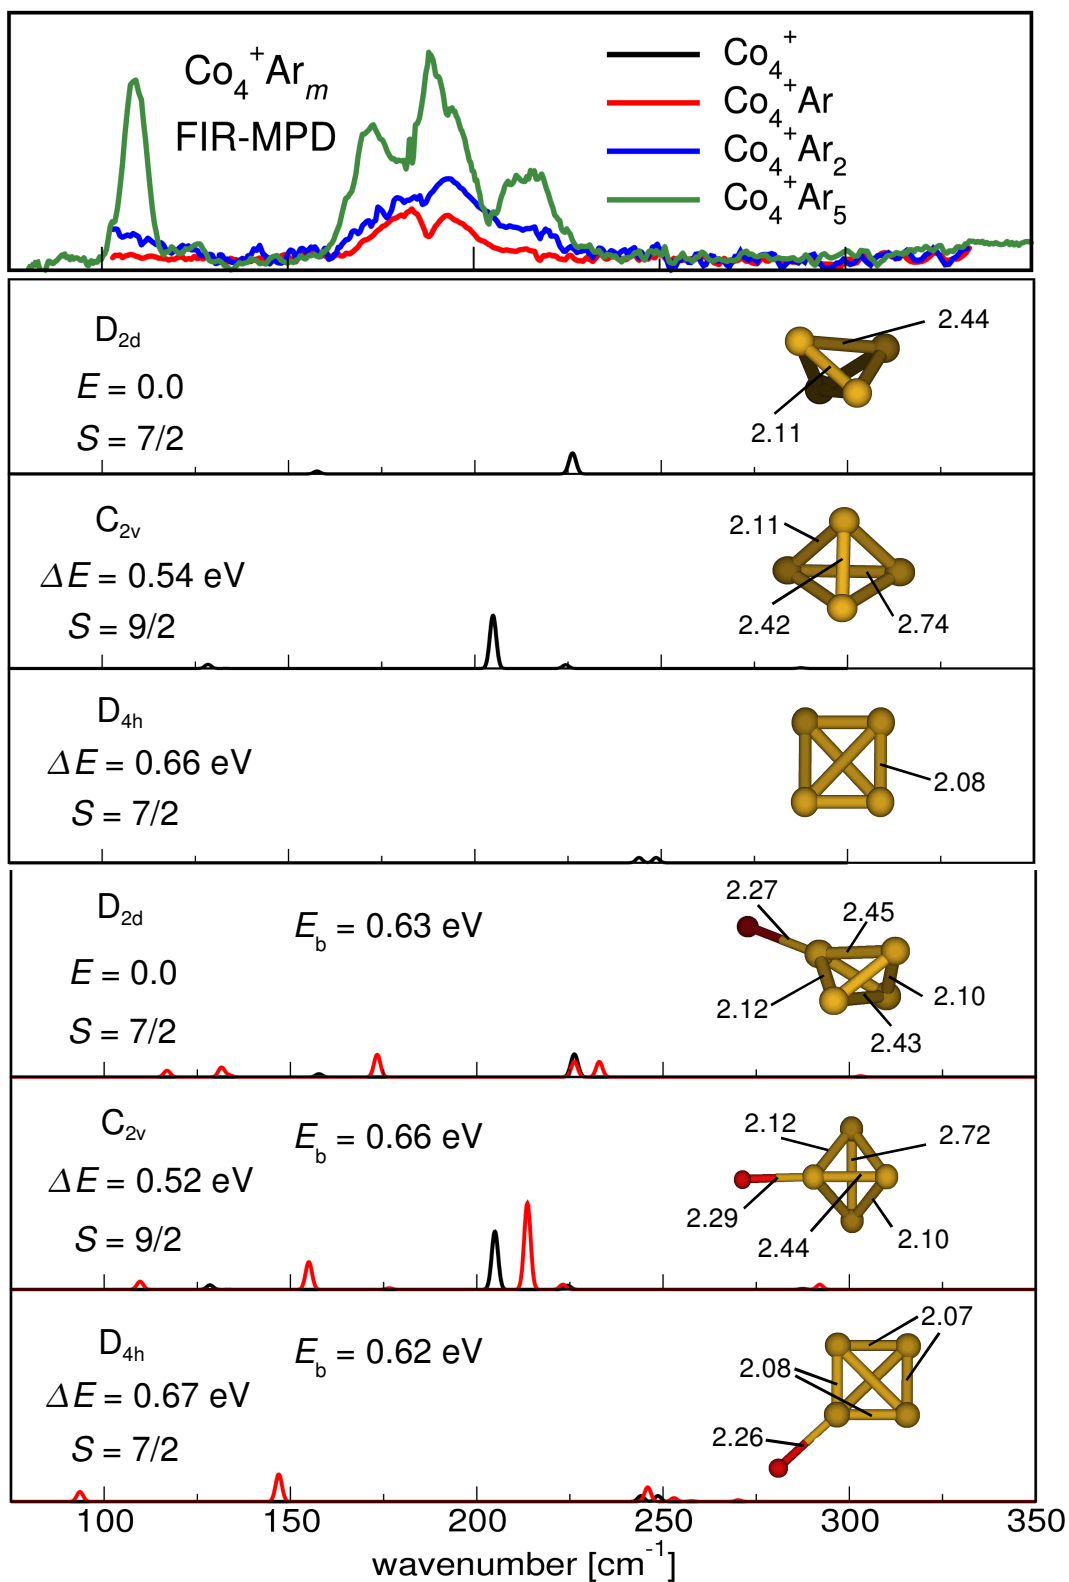 Co₄⁺Arₘ
FIR-MPD
Co₄⁺
Co₄⁺Ar
Co₄⁺Ar₂
Co₄⁺Ar₅
D₂d
E = 0.0
S = 7/2
2.44
2.11
C₂ᵥ
ΔE = 0.54 eV
S = 9/2
2.11
2.42
2.74
D₄ₕ
ΔE = 0.66 eV
S = 7/2
2.08
D₂d
E = 0.0
S = 7/2
E_b = 0.63 eV
2.27
2.45
2.12
2.10
2.43
C₂ᵥ
ΔE = 0.52 eV
S = 9/2
E_b = 0.66 eV
2.12
2.72
2.29
2.44
2.10
D₄ₕ
ΔE = 0.67 eV
S = 7/2
E_b = 0.62 eV
2.07
2.08
2.26
100 150 200 250 300 350
wavenumber [cm⁻¹]